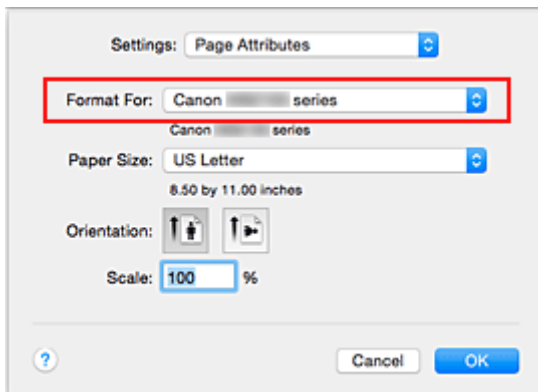 Settings: Page Attributes
Format For: Canon series
Canon series
Paper Size: US Letter
8.50 by 11.00 inches
Orientation:
Scale: 100 %
? Cancel OK